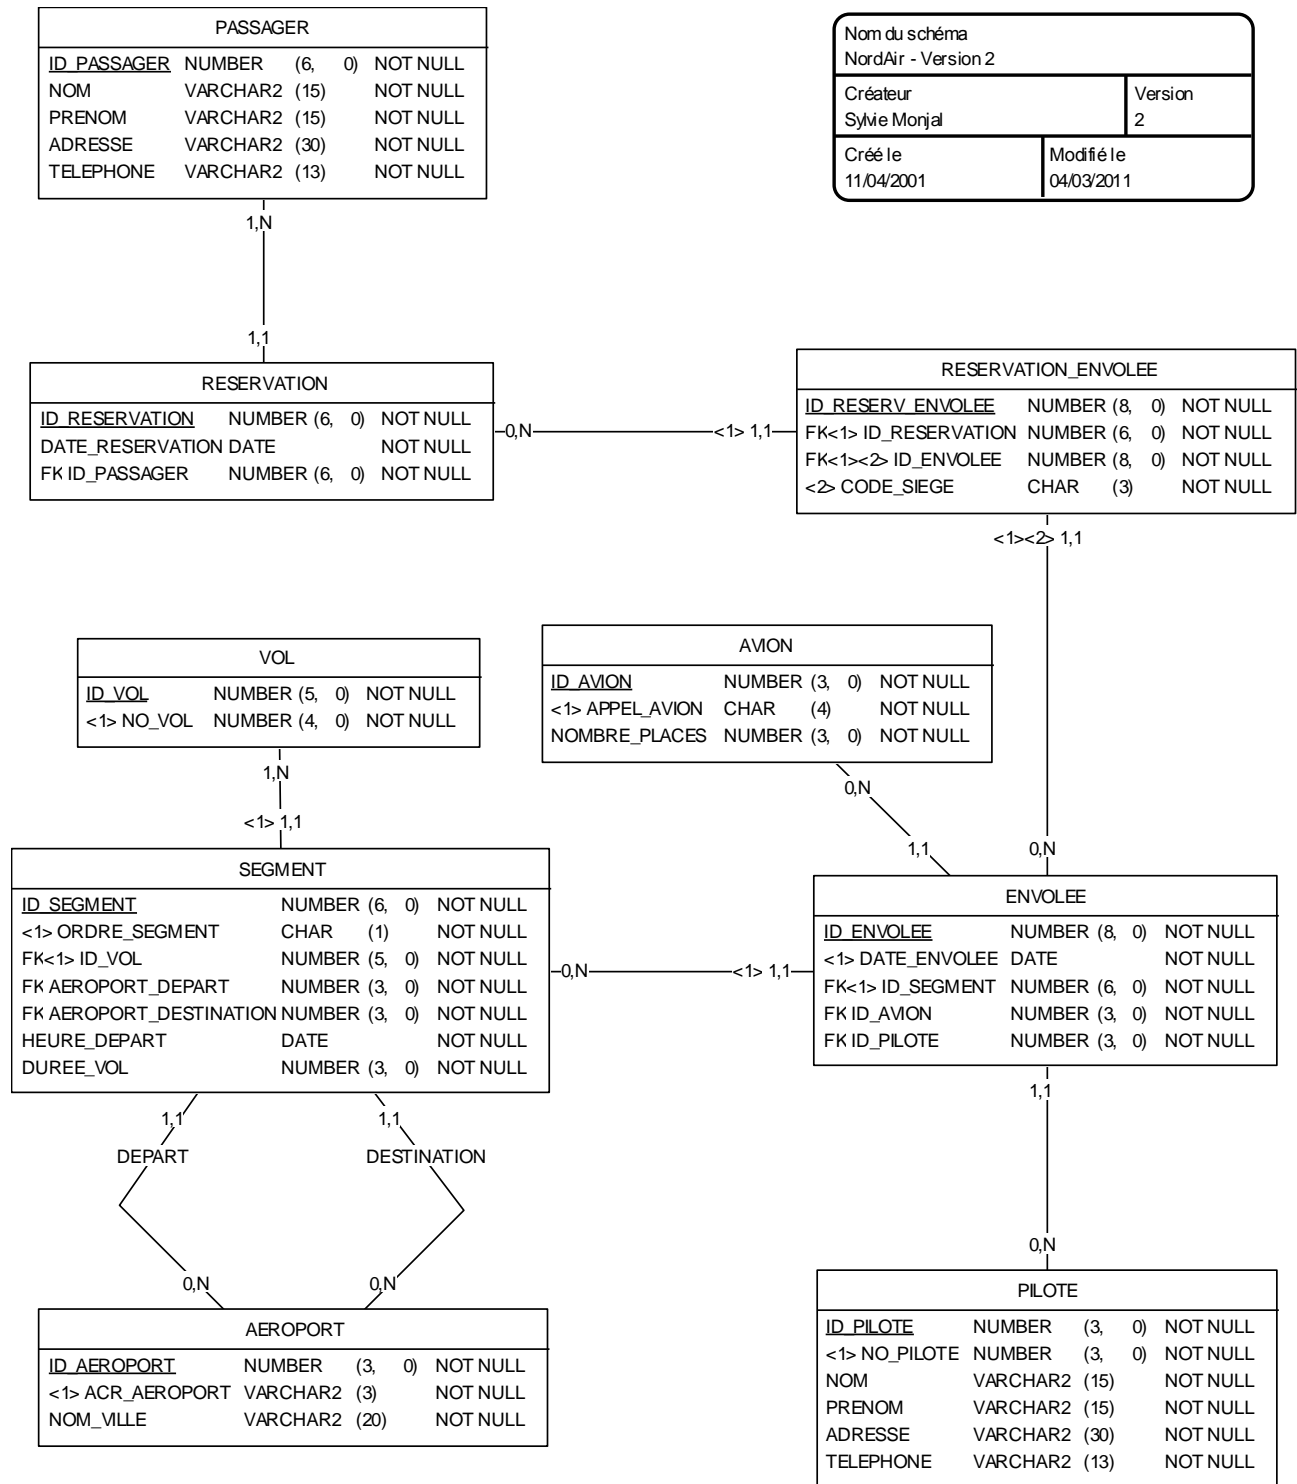 PASSAGER
ID_PASSAGER NUMBER (6, 0) NOT NULL
NOM VARCHAR2 (15) NOT NULL
PRENOM VARCHAR2 (15) NOT NULL
ADRESSE VARCHAR2 (30) NOT NULL
TELEPHONE VARCHAR2 (13) NOT NULL
Nom du schéma
NordAir - Version 2
Créateur
Sylvie Monjal
Version
2
Créé le
11/04/2001
Modifié le
04/03/2011
1,N
1,1
RESERVATION
ID_RESERVATION NUMBER (6, 0) NOT NULL
DATE_RESERVATION DATE NOT NULL
FK ID_PASSAGER NUMBER (6, 0) NOT NULL
0,N
<1> 1,1
RESERVATION_ENVOLEE
ID_RESERV_ENVOLEE NUMBER (8, 0) NOT NULL
FK<1> ID_RESERVATION NUMBER (6, 0) NOT NULL
FK<1><2> ID_ENVOLEE NUMBER (8, 0) NOT NULL
<2> CODE_SIEGE CHAR (3) NOT NULL
<1><2> 1,1
VOL
ID_VOL NUMBER (5, 0) NOT NULL
<1> NO_VOL NUMBER (4, 0) NOT NULL
AVION
ID_AVION NUMBER (3, 0) NOT NULL
<1> APPEL_AVION CHAR (4) NOT NULL
NOMBRE_PLACES NUMBER (3, 0) NOT NULL
1,N
<1> 1,1
0,N
1,1
0,N
SEGMENT
ID_SEGMENT NUMBER (6, 0) NOT NULL
<1> ORDRE_SEGMENT CHAR (1) NOT NULL
FK<1> ID_VOL NUMBER (5, 0) NOT NULL
FK AEROPORT_DEPART NUMBER (3, 0) NOT NULL
FK AEROPORT_DESTINATION NUMBER (3, 0) NOT NULL
HEURE_DEPART DATE NOT NULL
DUREE_VOL NUMBER (3, 0) NOT NULL
0,N
<1> 1,1
ENVOLEE
ID_ENVOLEE NUMBER (8, 0) NOT NULL
<1> DATE_ENVOLEE DATE NOT NULL
FK<1> ID_SEGMENT NUMBER (6, 0) NOT NULL
FK ID_AVION NUMBER (3, 0) NOT NULL
FK ID_PILOTE NUMBER (3, 0) NOT NULL
1,1
1,1
DEPART
DESTINATION
0,N
0,N
1,1
0,N
AEROPORT
ID_AEROPORT NUMBER (3, 0) NOT NULL
<1> ACR_AEROPORT VARCHAR2 (3) NOT NULL
NOM_VILLE VARCHAR2 (20) NOT NULL
PILOTE
ID_PILOTE NUMBER (3, 0) NOT NULL
<1> NO_PILOTE NUMBER (3, 0) NOT NULL
NOM VARCHAR2 (15) NOT NULL
PRENOM VARCHAR2 (15) NOT NULL
ADRESSE VARCHAR2 (30) NOT NULL
TELEPHONE VARCHAR2 (13) NOT NULL